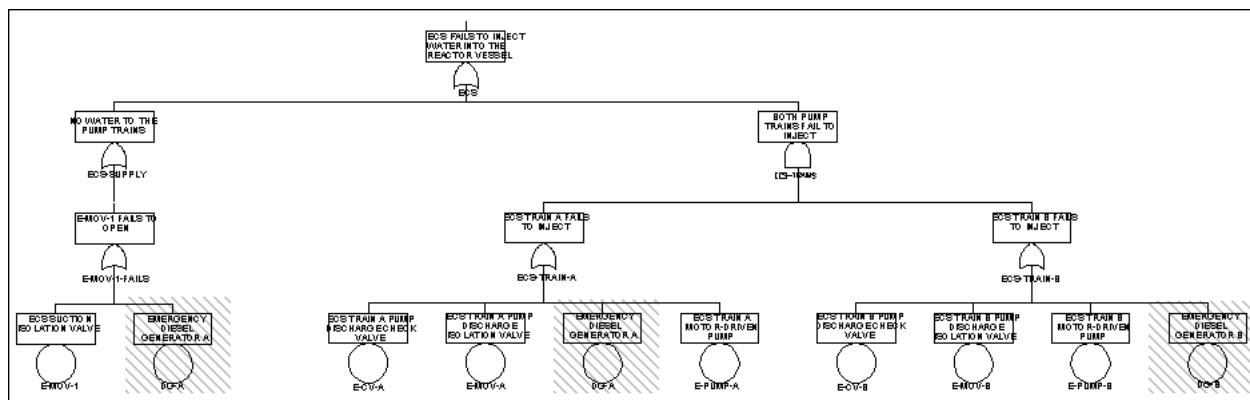 ECS FAILS TO INJECT
WATER INTO THE
REACTOR VESSEL
ECS
NO WATER TO THE
PUMP TRAINS
ECS-SUPPLY
BOTH PUMP
TRAINS FAIL TO
INJECT
ECS-TRAINS
E-MOV-1 FAILS TO
OPEN
E-MOV-1-FAILS
ECS TRAIN A FAILS
TO INJECT
ECS-TRAIN-A
ECS TRAIN B FAILS
TO INJECT
ECS-TRAIN-B
ECS SUCTION
ISOLATION VALVE
E-MOV-1
EMERGENCY
DIESEL
GENERATOR A
DG-A
ECS TRAIN A PUMP
DISCHARGE CHECK
VALVE
E-CV-A
ECS TRAIN A PUMP
DISCHARGE
ISOLATION VALVE
E-MOV-A
EMERGENCY
DIESEL
GENERATOR A
DG-A
ECS TRAIN A
MOTOR-DRIVEN
PUMP
E-PUMP-A
ECS TRAIN B PUMP
DISCHARGE CHECK
VALVE
E-CV-B
ECS TRAIN B PUMP
DISCHARGE
ISOLATION VALVE
E-MOV-B
ECS TRAIN B
MOTOR-DRIVEN
PUMP
E-PUMP-B
EMERGENCY
DIESEL
GENERATOR B
DG-B